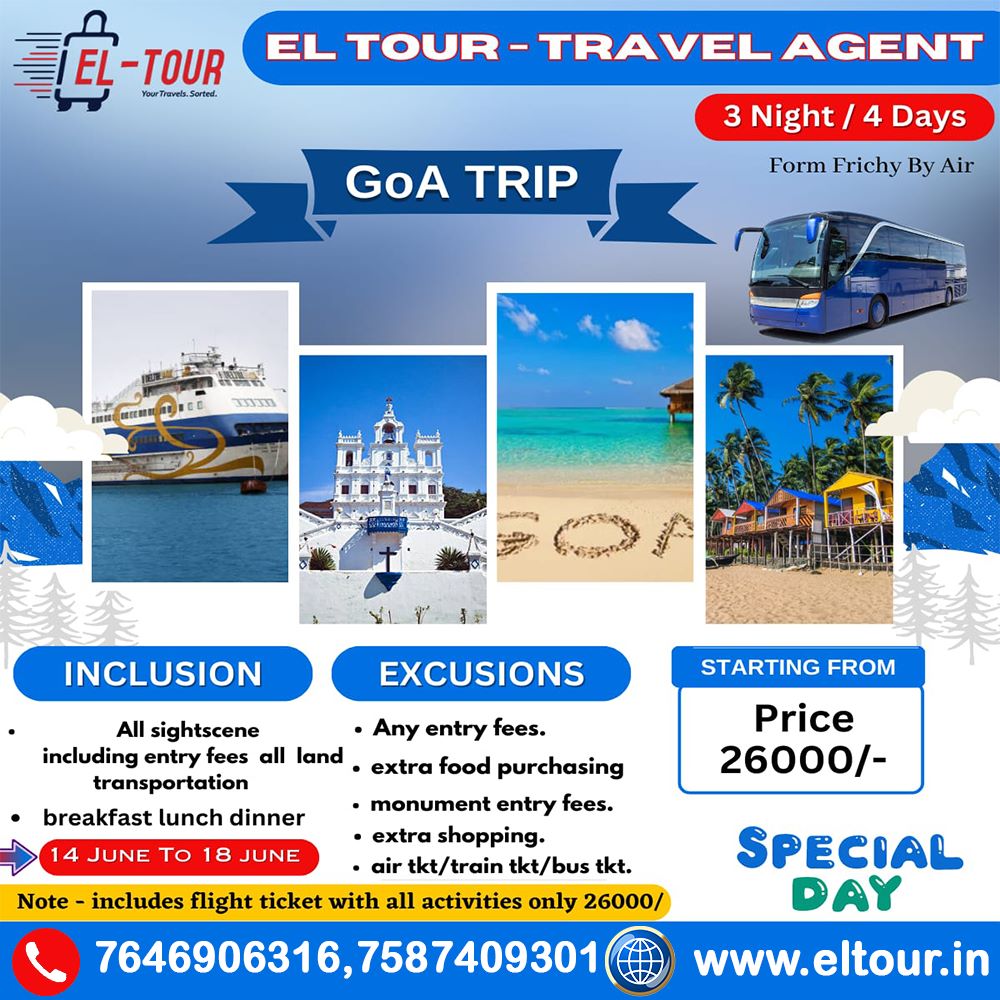 EL-TOUR
Your Travels. Sorted.
EL TOUR - TRAVEL AGENT
3 Night / 4 Days
Form Frichy By Air
GoA TRIP
GOA
INCLUSION
• All sightscene
including entry fees all land
transportation
• breakfast lunch dinner
14 June To 18 june
EXCUSIONS
• Any entry fees.
• extra food purchasing
• monument entry fees.
• extra shopping.
• air tkt/train tkt/bus tkt.
STARTING FROM
Price
26000/-
SPECIAL
DAY
Note - includes flight ticket with all activities only 26000/
7646906316,7587409301
www.eltour.in